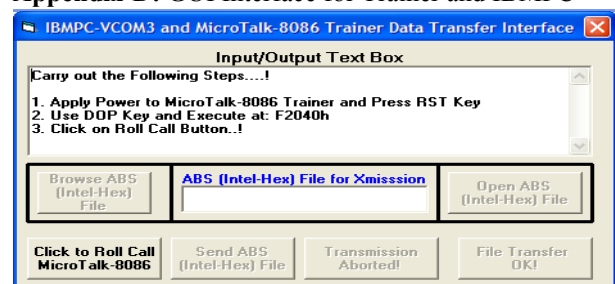 IBMPC-VCOM3 and MicroTalk-8086 Trainer Data Transfer Interface
Input/Output Text Box
Carry out the Following Steps....!
1. Apply Power to MicroTalk-8086 Trainer and Press RST Key
2. Use DOP Key and Execute at: F2040h
3. Click on Roll Call Button..!
Browse ABS
(Intel-Hex)
File
ABS (Intel-Hex) File for Xmisssion
Open ABS
(Intel-Hex) File
Click to Roll Call
MicroTalk-8086
Send ABS
(Intel-Hex) File
Transmission
Aborted!
File Transfer
OK!